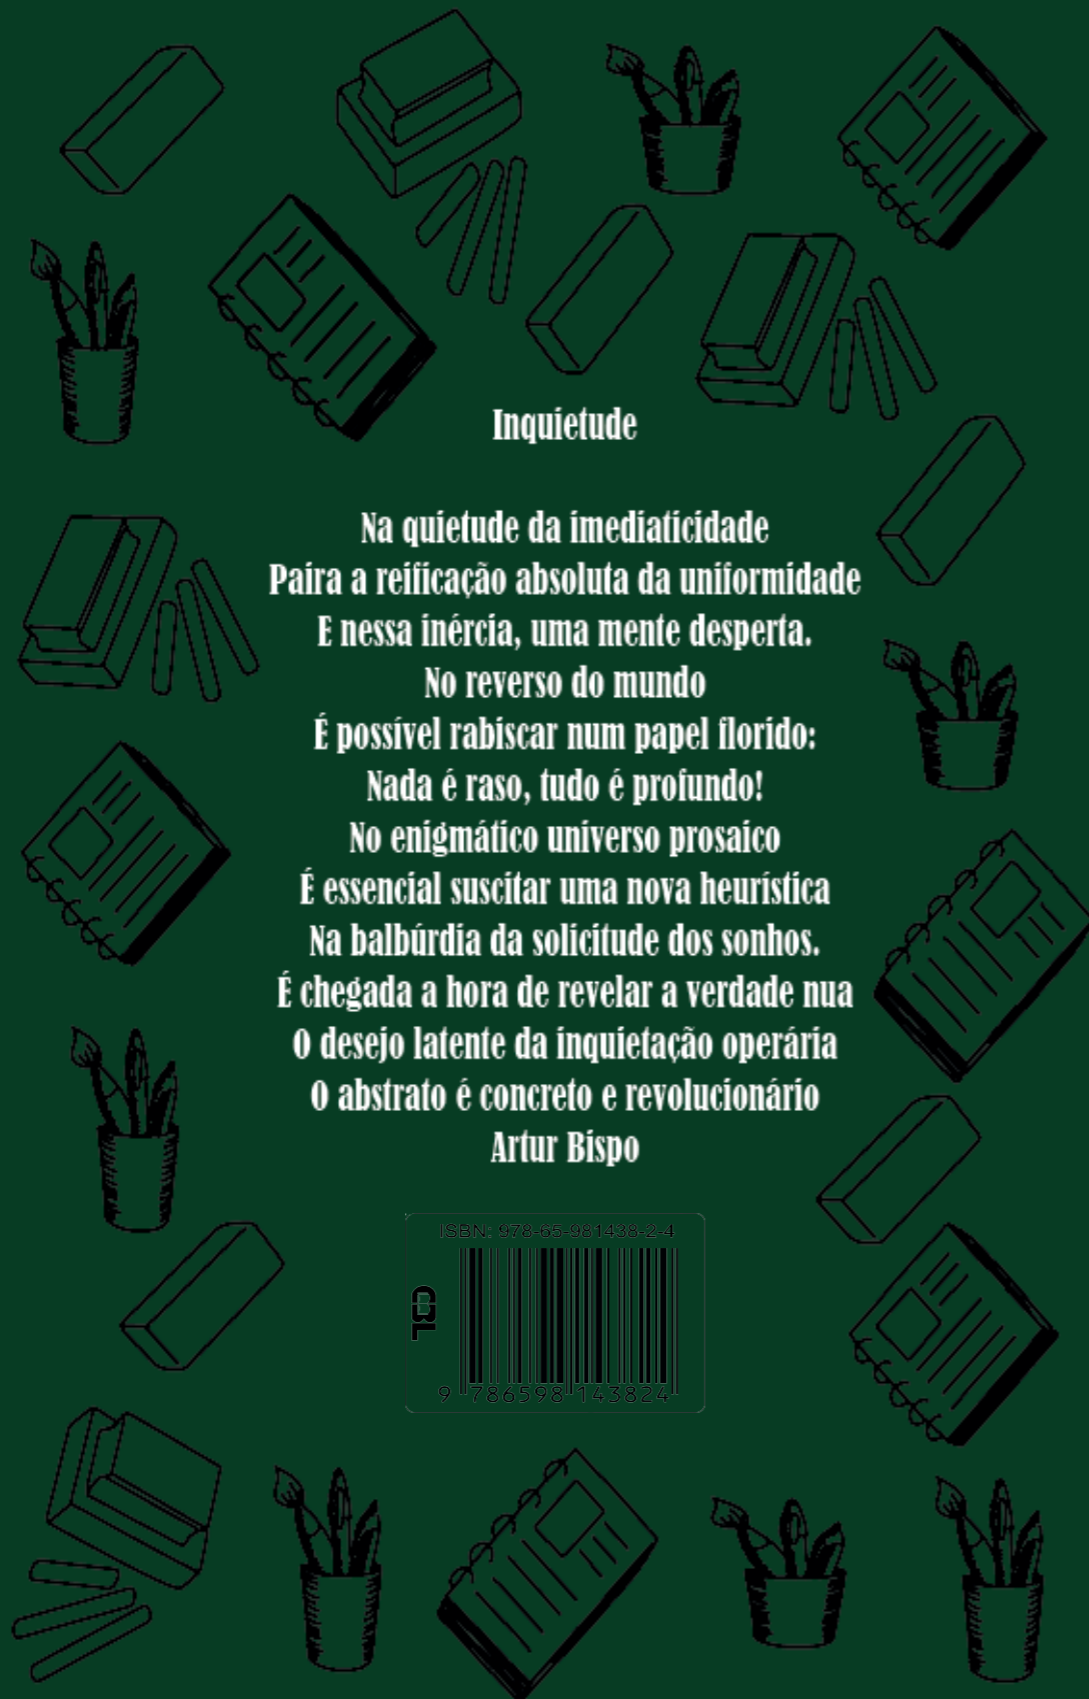 Inquietude
Na quietude da imediaticidade
Paira a reificação absoluta da uniformidade
E nessa inércia, uma mente desperta.
No reverso do mundo
É possível rabiscar num papel florido:
Nada é raso, tudo é profundo!
No enigmático universo prosaico
É essencial suscitar uma nova heurística
Na balbúrdia da solicitude dos sonhos.
É chegada a hora de revelar a verdade nua
O desejo latente da inquietação operária
O abstrato é concreto e revolucionário
Artur Bispo
ISBN: 978-65-981438-2-4
CBL
9 786598 143824